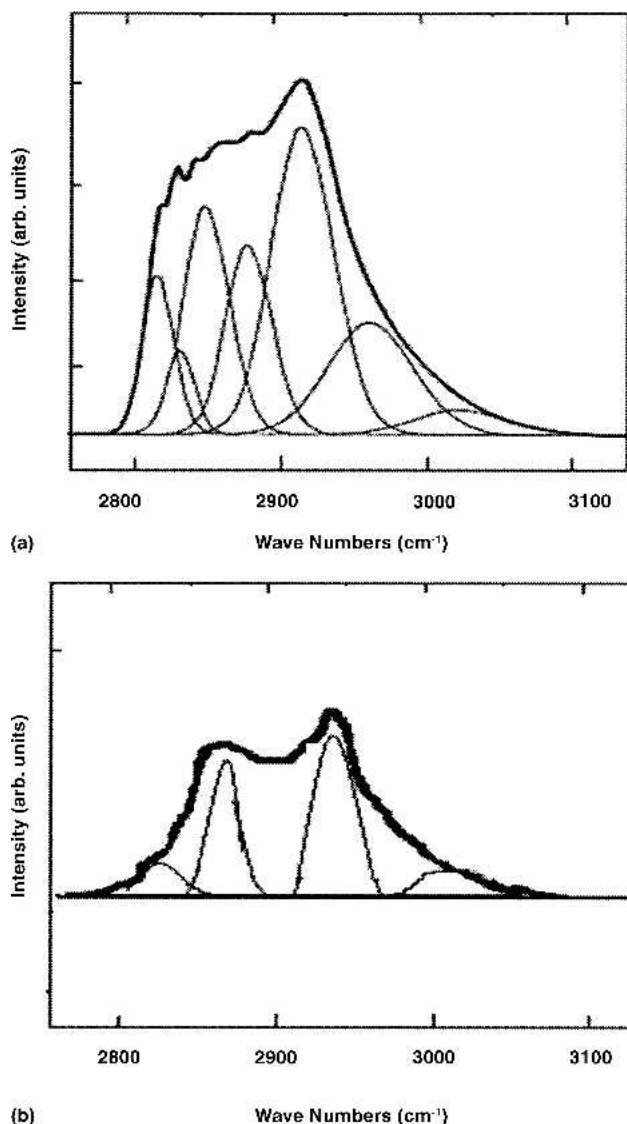 Intensity (arb. units)
2800 2900 3000 3100
(a) Wave Numbers (cm⁻¹)
Intensity (arb. units)
2800 2900 3000 3100
(b) Wave Numbers (cm⁻¹)